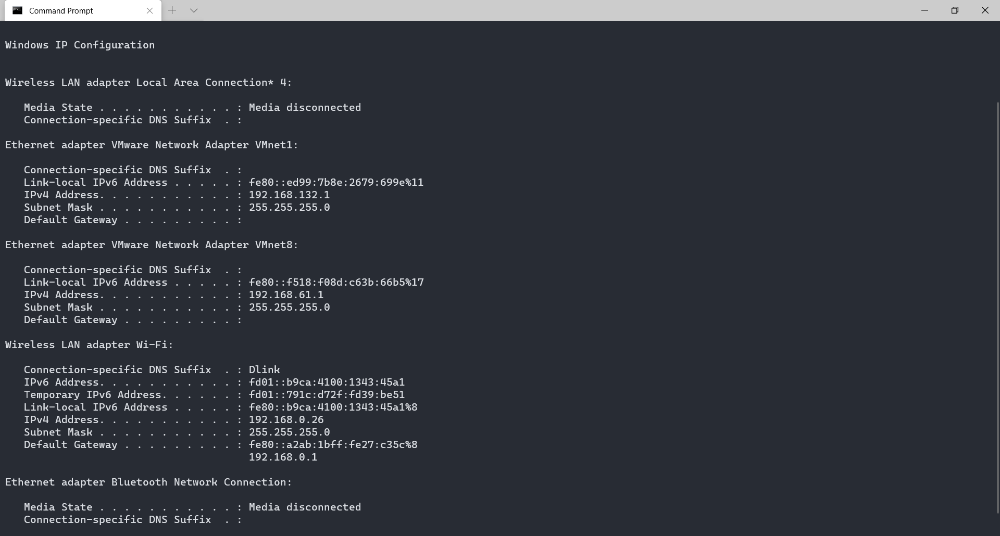 Command Prompt
Windows IP Configuration
Wireless LAN adapter Local Area Connection* 4:
Media State . . . . . . . . . . . : Media disconnected
Connection-specific DNS Suffix  . :
Ethernet adapter VMware Network Adapter VMnet1:
Connection-specific DNS Suffix  . :
Link-local IPv6 Address . . . . . : fe80::ed99:7b8e:2679:699e%11
IPv4 Address. . . . . . . . . . . : 192.168.132.1
Subnet Mask . . . . . . . . . . . : 255.255.255.0
Default Gateway . . . . . . . . . :
Ethernet adapter VMware Network Adapter VMnet8:
Connection-specific DNS Suffix  . :
Link-local IPv6 Address . . . . . : fe80::f518:f08d:c63b:66b5%17
IPv4 Address. . . . . . . . . . . : 192.168.61.1
Subnet Mask . . . . . . . . . . . : 255.255.255.0
Default Gateway . . . . . . . . . :
Wireless LAN adapter Wi-Fi:
Connection-specific DNS Suffix  . : Dlink
IPv6 Address. . . . . . . . . . . : fd01::b9ca:4100:1343:45a1
Temporary IPv6 Address. . . . . . : fd01::791c:d72f:fd39:be51
Link-local IPv6 Address . . . . . : fe80::b9ca:4100:1343:45a1%8
IPv4 Address. . . . . . . . . . . : 192.168.0.26
Subnet Mask . . . . . . . . . . . : 255.255.255.0
Default Gateway . . . . . . . . . : fe80::a2ab:1bff:fe27:c35c%8
192.168.0.1
Ethernet adapter Bluetooth Network Connection:
Media State . . . . . . . . . . . : Media disconnected
Connection-specific DNS Suffix  . :